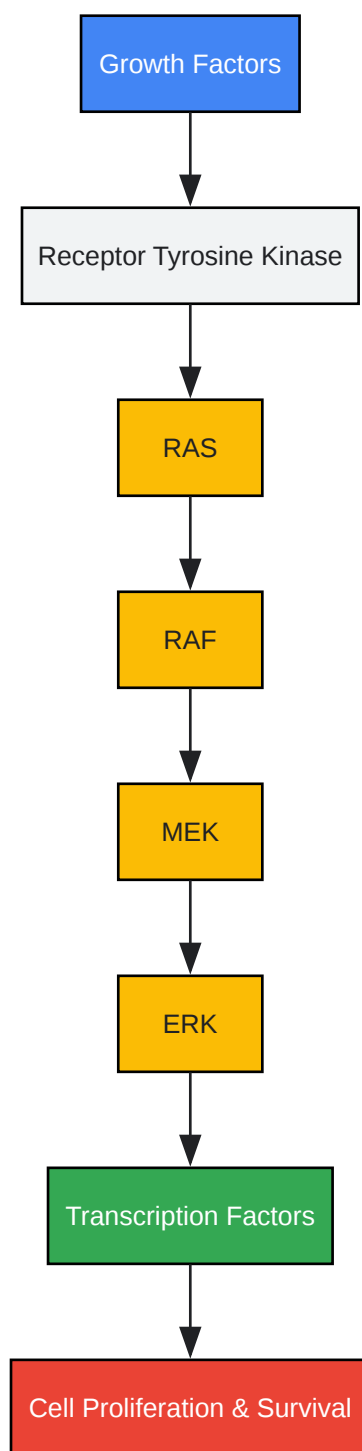 Growth Factors
Receptor Tyrosine Kinase
RAS
RAF
MEK
ERK
Transcription Factors
Cell Proliferation & Survival